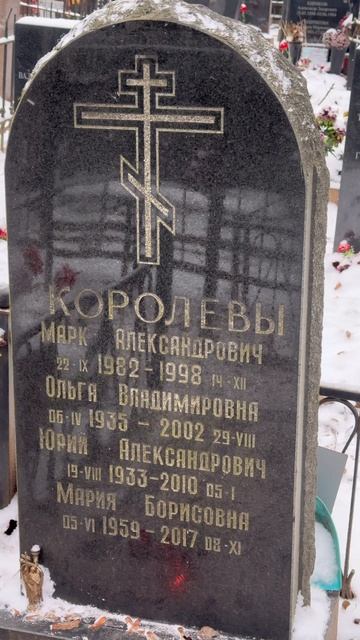 КОРОЛЕВЫ
МАРК АЛЕКСАНДРОВИЧ
22-IX 1982-1998 14-XII
ОЛЬГА ВЛАДИМИРОВНА
06-IV 1935 - 2002 29-VIII
ЮРИЙ АЛЕКСАНДРОВИЧ
19-VIII 1933-2010 05-I
МАРИЯ БОРИСОВНА
05-VI 1959-2017 08-XI